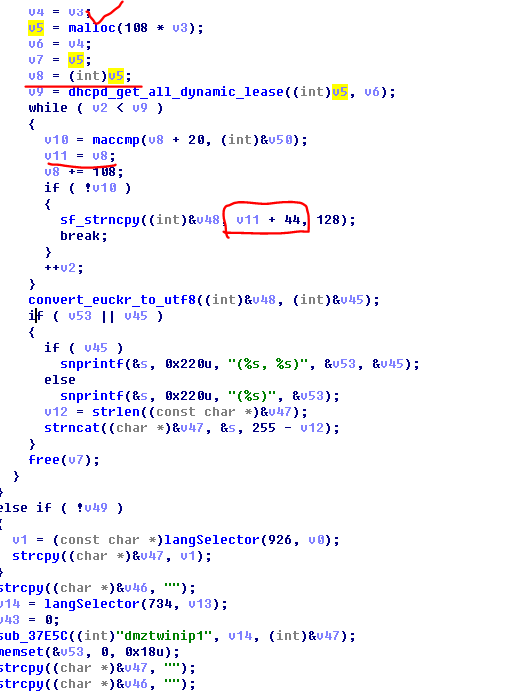 v4 = v3;
v5 = malloc(108 * v3);
v6 = v4;
v7 = v5;
v8 = (int)v5;
v9 = dhcpd_get_all_dynamic_lease((int)v5, v6);
while ( v2 < v9 )
{
v10 = maccmp(v8 + 20, (int)&v50);
v11 = v8;
v8 += 108;
if ( !v10 )
{
sf_strncpy((int)&v48, v11 + 44, 128);
break;
}
++v2;
}
convert_euckr_to_utf8((int)&v48, (int)&v45);
if ( v53 || v45 )
{
if ( v45 )
snprintf(&s, 0x220u, "(%s, %s)", &v53, &v45);
else
snprintf(&s, 0x220u, "(%s)", &v53);
v12 = strlen((const char *)&v47);
strncat((char *)&v47, &s, 255 - v12);
}
free(v7);
}
}
else if ( !v49 )
{
v1 = (const char *)langSelector(926, v0);
strcpy((char *)&v47, v1);
}
strcpy((char *)&v46, "");
v14 = langSelector(734, v13);
v43 = 0;
sub_37E5C((int)"dmztwinip1", v14, (int)&v47);
memset(&v53, 0, 0x18u);
strcpy((char *)&v47, "");
strcpy((char *)&v46, "");